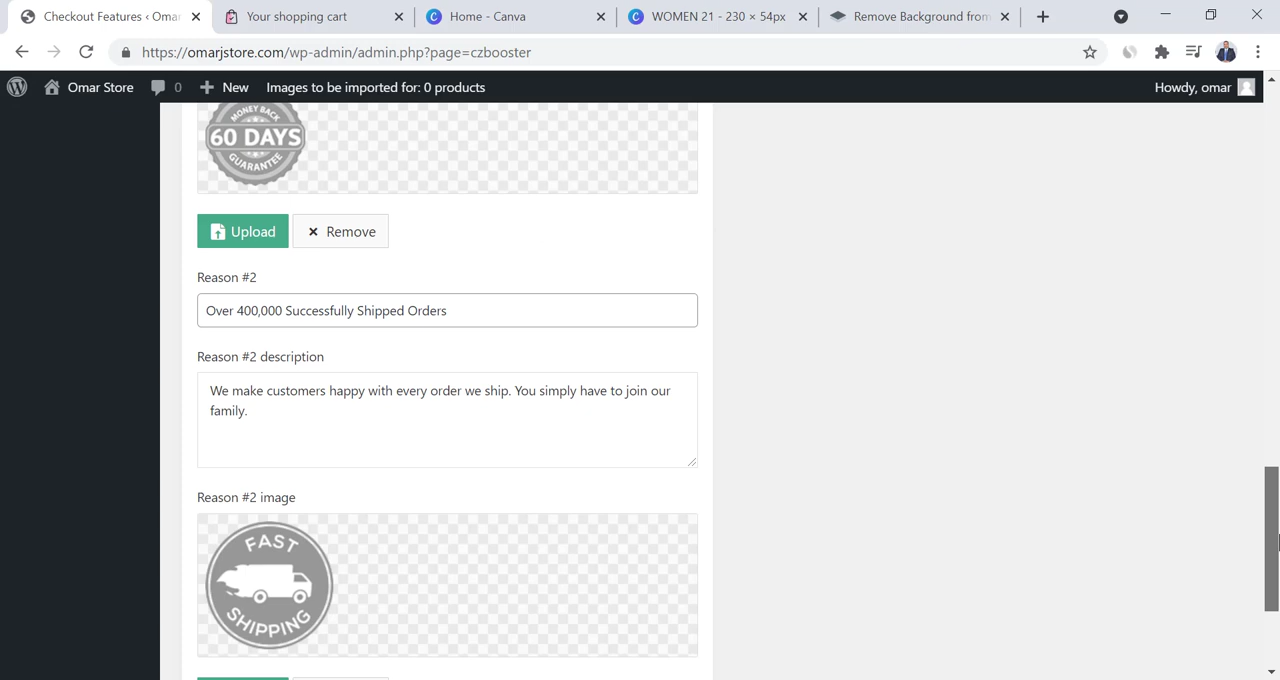 Checkout Features ‹ Omar
Your shopping cart
Home - Canva
WOMEN 21 - 230 × 54px
Remove Background from
https://omarjstore.com/wp-admin/admin.php?page=czbooster
Omar Store
0
New
Images to be imported for: 0 products
Howdy, omar
MONEY BACK
60 DAYS
GUARANTEE
Upload
Remove
Reason #2
Over 400,000 Successfully Shipped Orders
Reason #2 description
We make customers happy with every order we ship. You simply have to join our
family.
Reason #2 image
FAST
SHIPPING